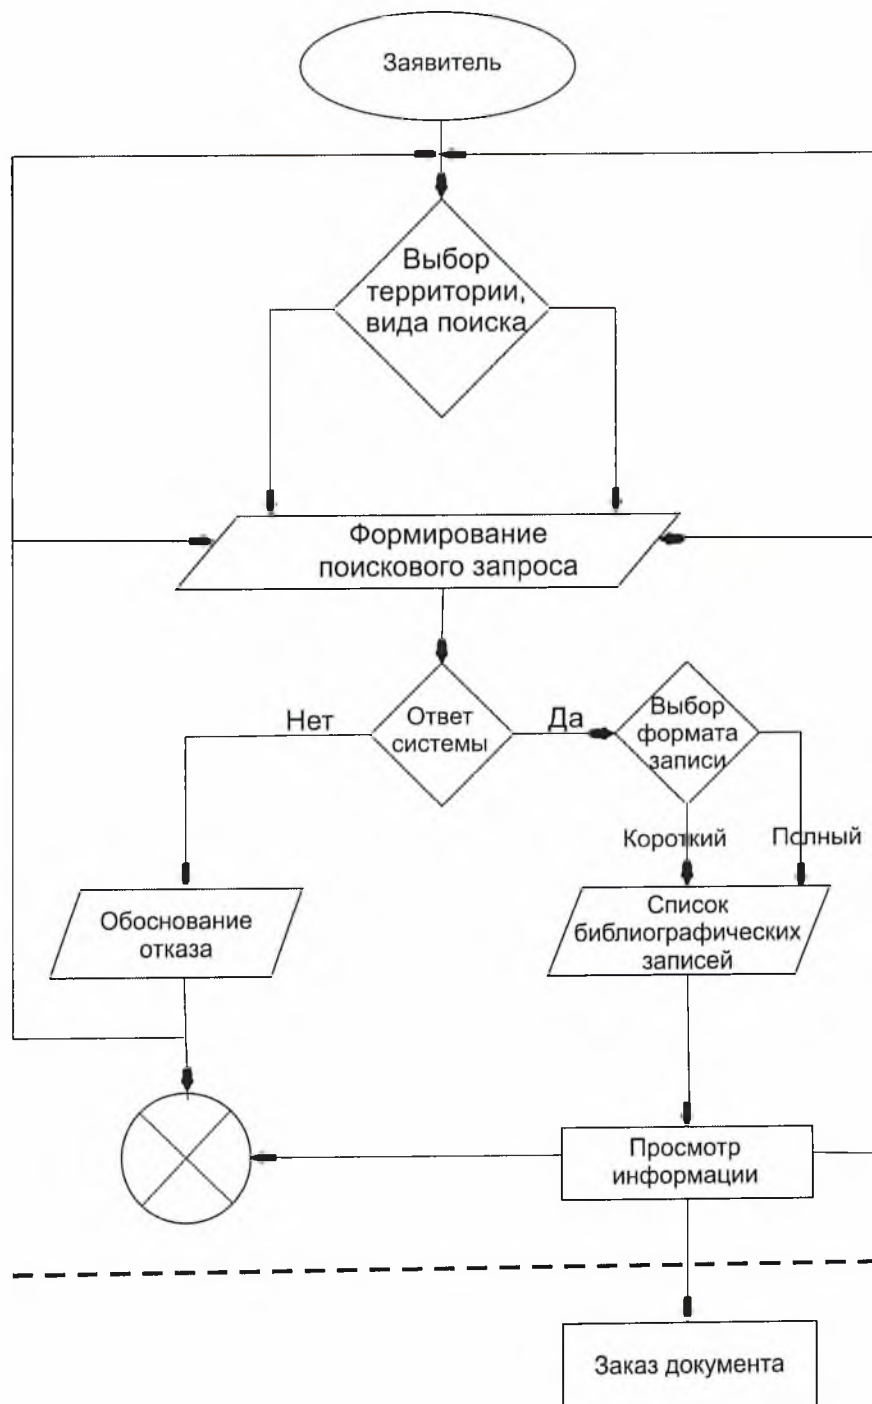 Заявитель
Выбор
территории,
вида поиска
Формирование
поискового запроса
Нет
Ответ
системы
Да
Выбор
формата
записи
Короткий
Полный
Обоснование
отказа
Список
библиографических
записей
Просмотр
информации
Заказ документа